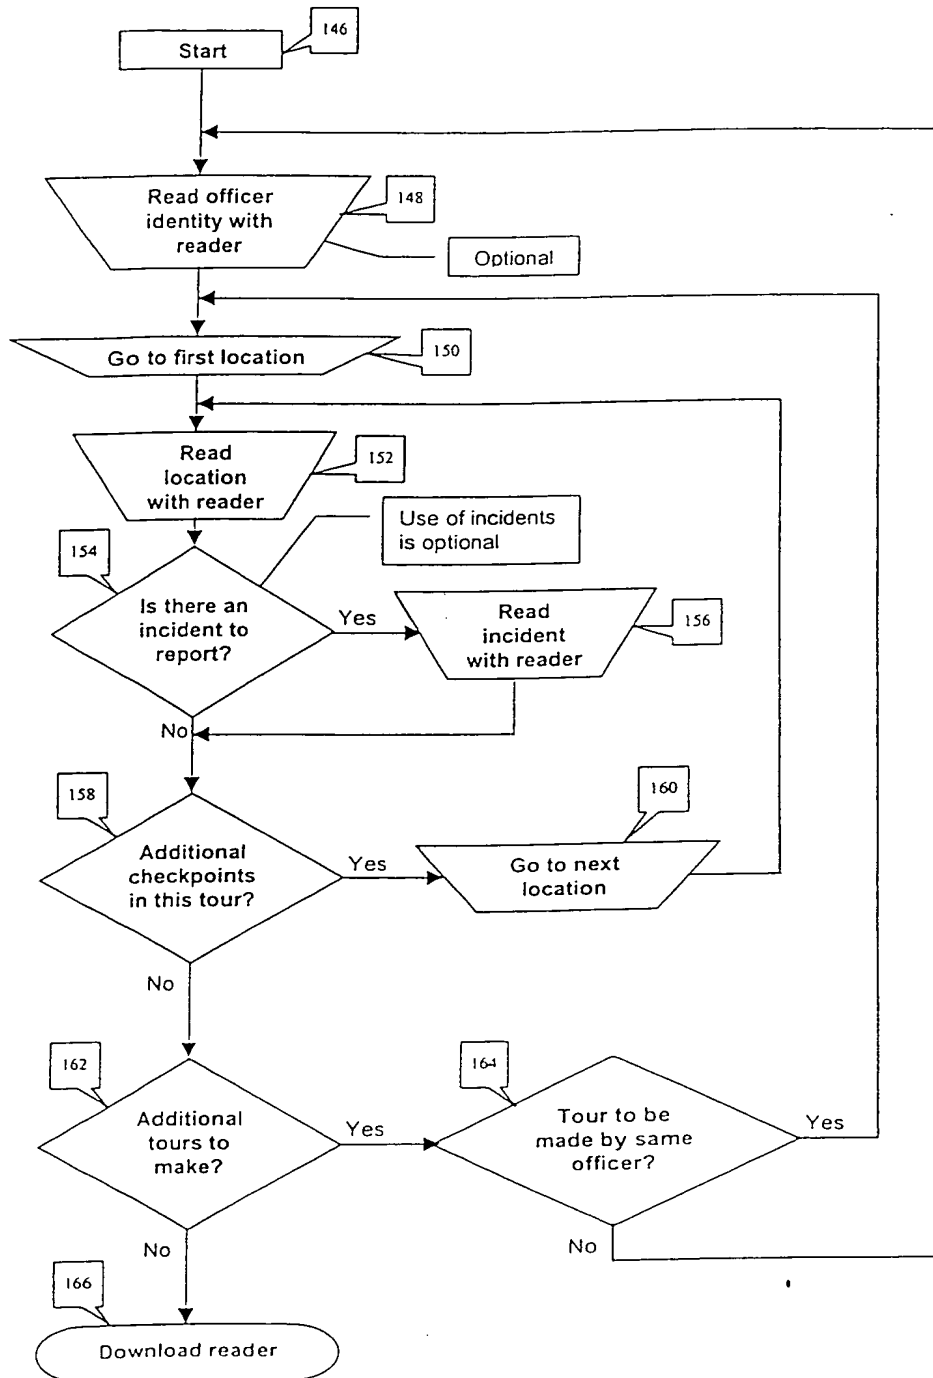 146
Start
Read officer
identity with
reader
148
Optional
Go to first location
150
Read
location
with reader
152
Use of incidents
is optional
154
Is there an
incident to
report?
Yes
Read
incident
with reader
156
No
158
Additional
checkpoints
in this tour?
Yes
160
Go to next
location
No
162
Additional
tours to
make?
Yes
164
Tour to be
made by same
officer?
Yes
No
No
166
Download reader